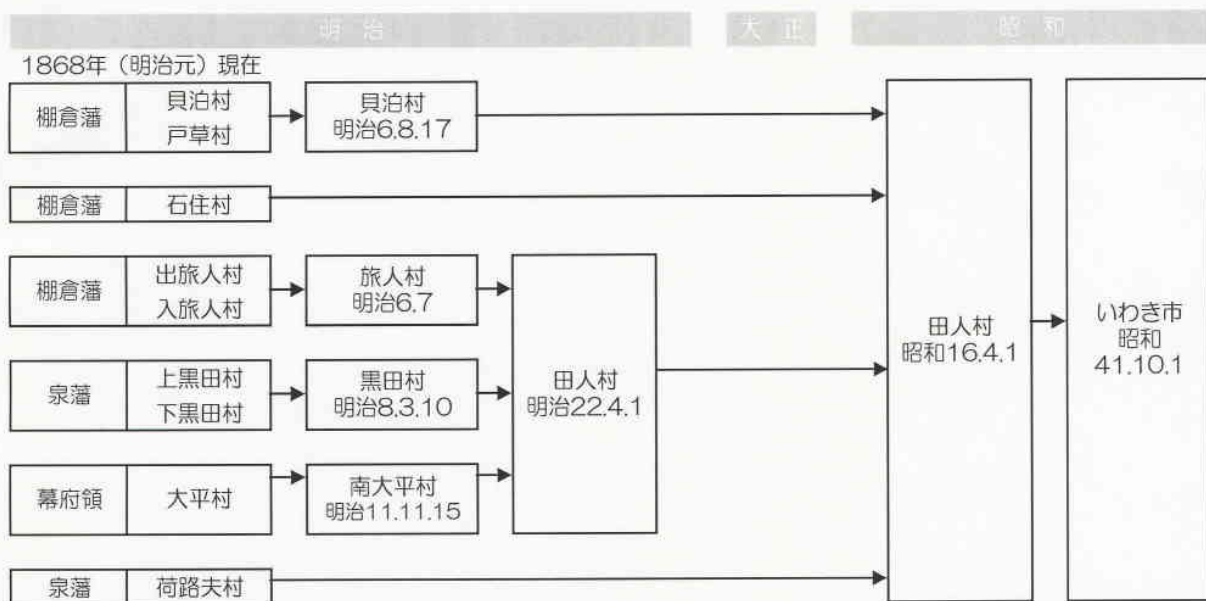 明 治
大 正
昭 和
1868年（明治元）現在
棚倉藩
貝泊村
戸草村
貝泊村
明治6.8.17
棚倉藩
石住村
棚倉藩
出旅人村
入旅人村
旅人村
明治6.7
泉藩
上黒田村
下黒田村
黒田村
明治8.3.10
幕府領
大平村
南大平村
明治11.11.15
田人村
明治22.4.1
泉藩
荷路夫村
田人村
昭和16.4.1
いわき市
昭和
41.10.1